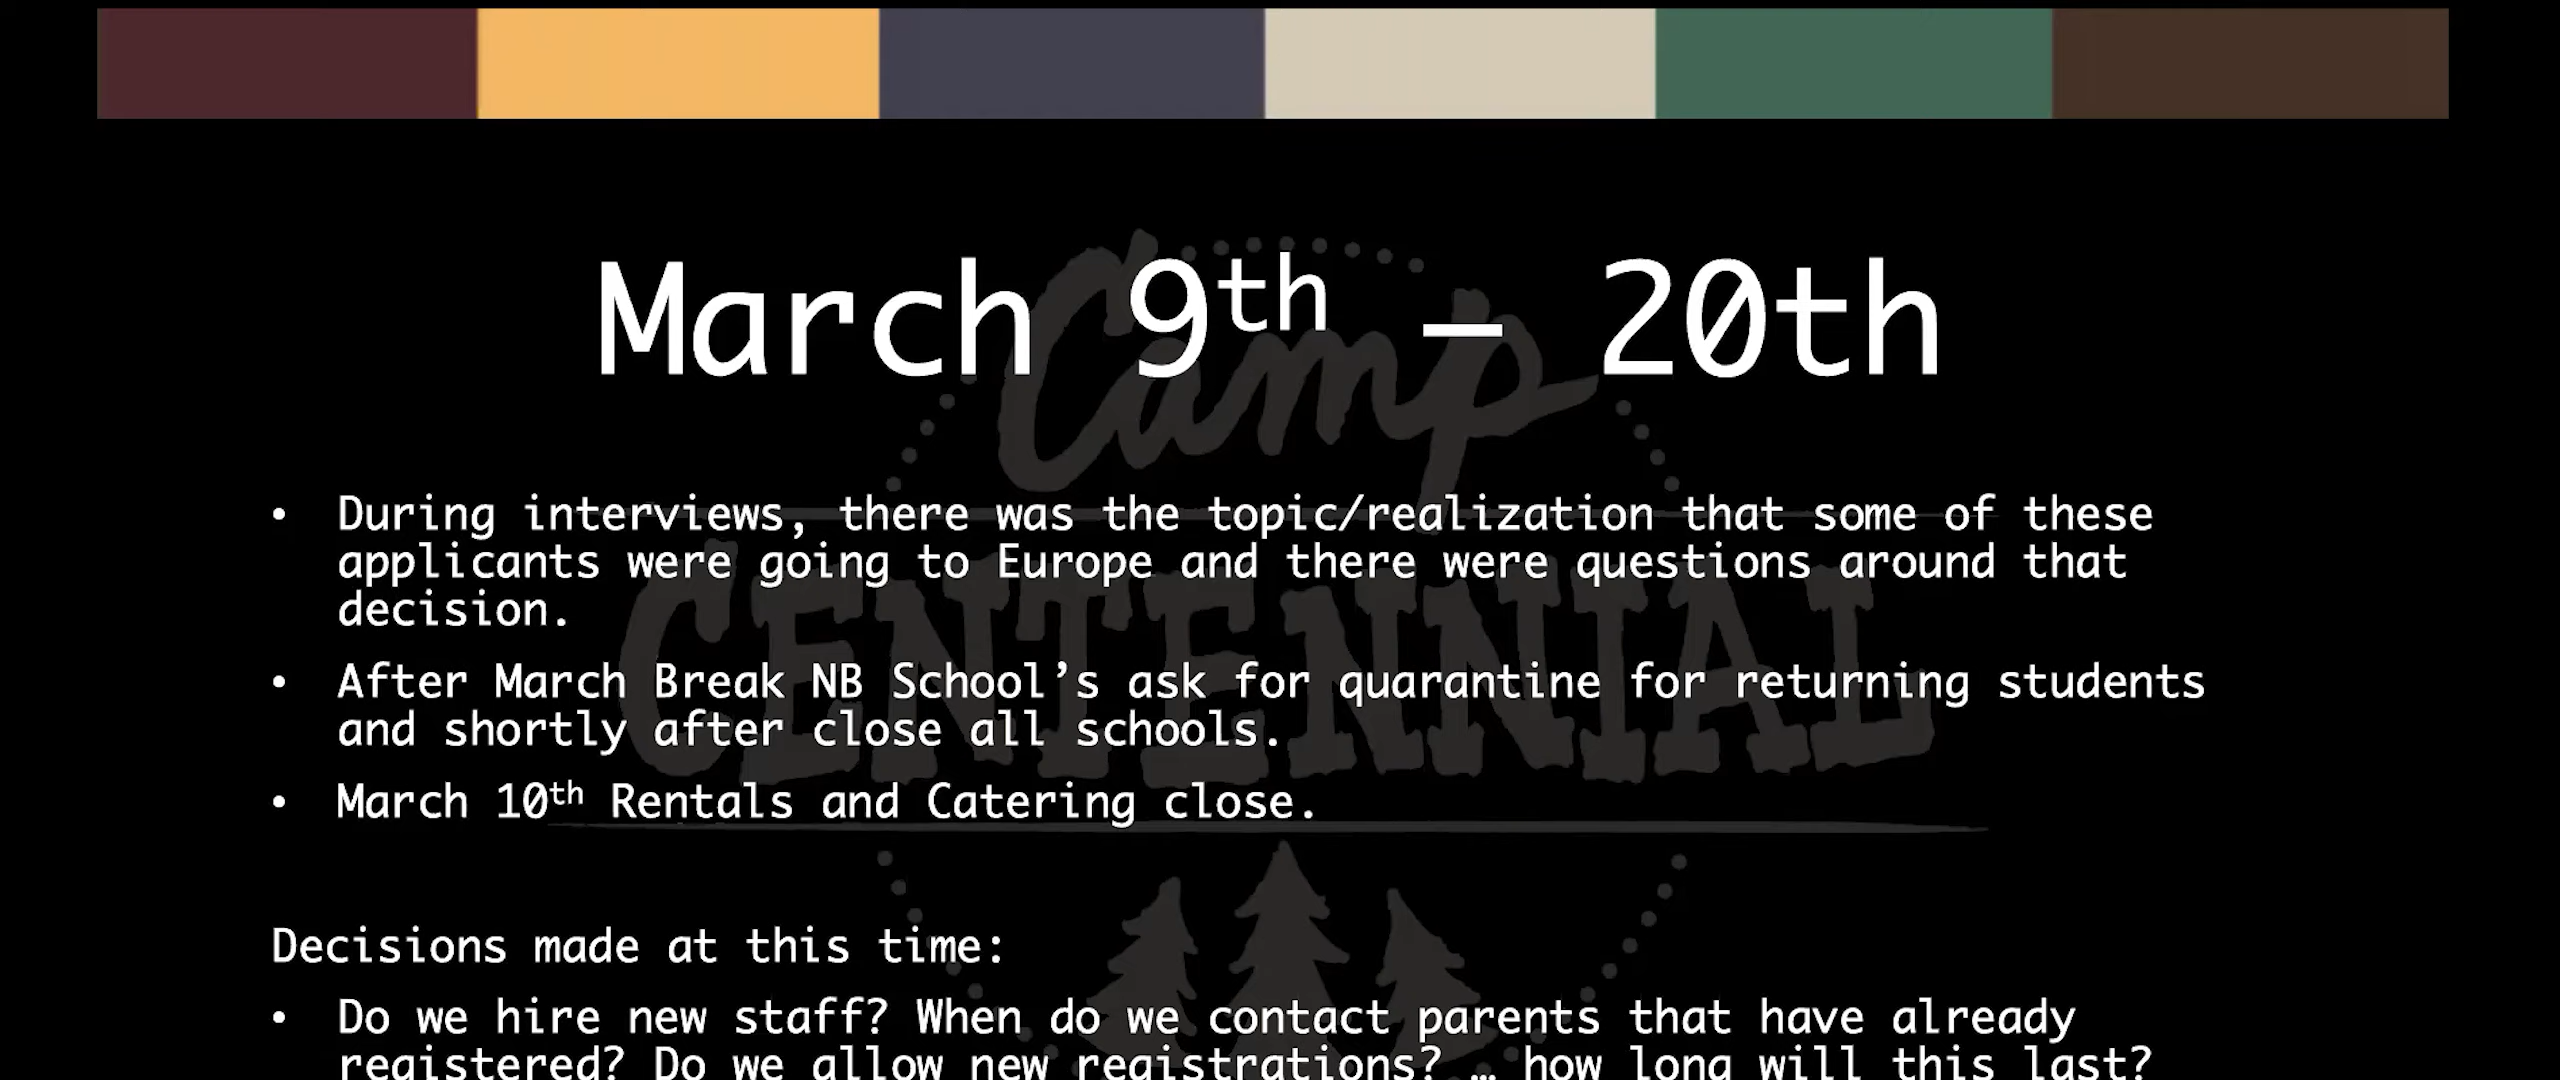 March 9th – 20th
Camp
CENTENNIAL
• During interviews, there was the topic/realization that some of these
applicants were going to Europe and there were questions around that
decision.
• After March Break NB School’s ask for quarantine for returning students
and shortly after close all schools.
• March 10th Rentals and Catering close.
Decisions made at this time:
• Do we hire new staff? When do we contact parents that have already
registered? Do we allow new registrations? … how long will this last?